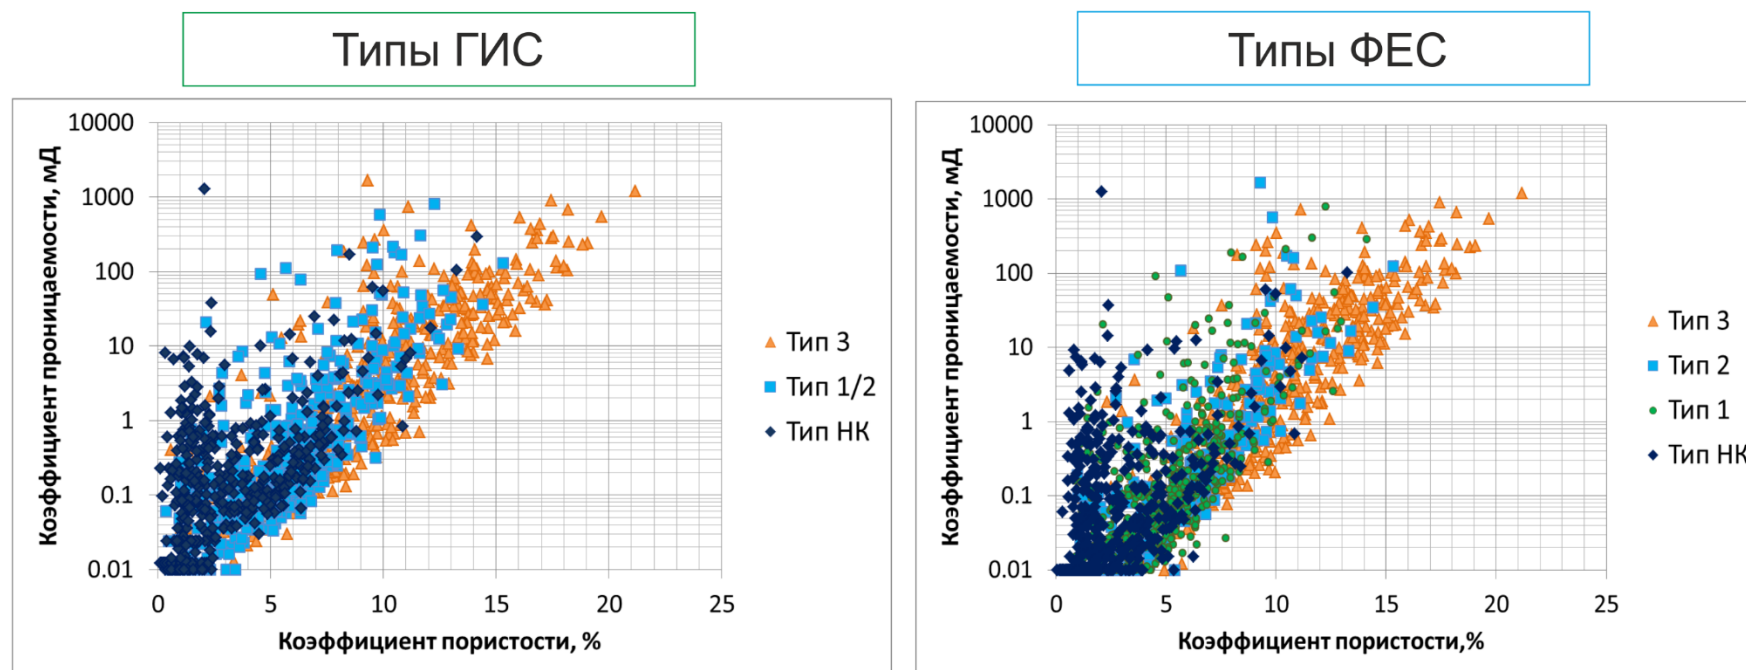 Типы ГИС
Типы ФЕС
Коэффициент проницаемости, мД
10000
1000
100
10
1
0.1
0.01
0
5
10
15
20
25
Коэффициент пористости, %
Тип 3
Тип 1/2
Тип НК
Коэффициент проницаемости, мД
10000
1000
100
10
1
0.1
0.01
0
5
10
15
20
25
Коэффициент пористости,%
Тип 3
Тип 2
Тип 1
Тип НК